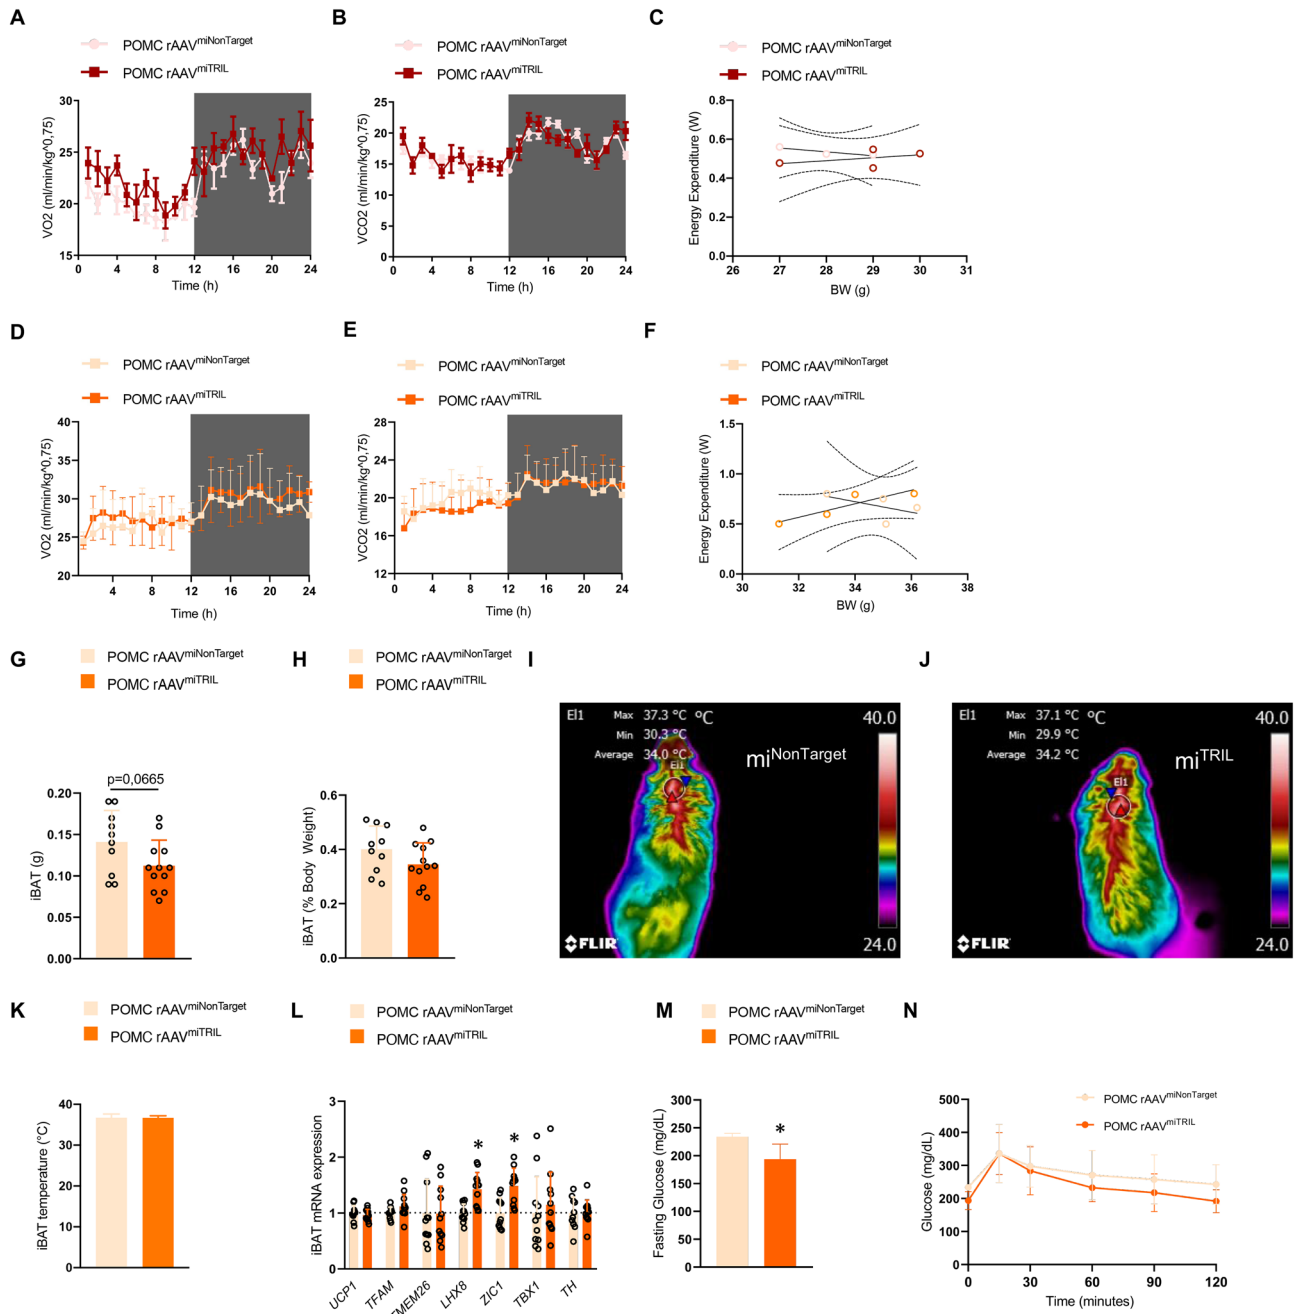 A
POMC rAAVmiNonTarget
POMC rAAVmiTRIL
VO2 (ml/min/kg^0,75)
30
25
20
15
0 4 8 12 16 20 24
Time (h)
B
POMC rAAVmiNonTarget
POMC rAAVmiTRIL
VCO2 (ml/min/kg^0,75)
25
20
15
10
5
0
0 4 8 12 16 20 24
Time (h)
C
POMC rAAVmiNonTarget
POMC rAAVmiTRIL
Energy Expenditure (W)
0.8
0.6
0.4
0.2
0.0
26 27 28 29 30 31
BW (g)
D
POMC rAAVmiNonTarget
POMC rAAVmiTRIL
VO2 (ml/min/kg^0,75)
40
35
30
25
20
4 8 12 16 20 24
Time (h)
E
POMC rAAVmiNonTarget
POMC rAAVmiTRIL
VCO2 (ml/min/kg^0,75)
28
24
20
16
12
0 4 8 12 16 20 24
Time (h)
F
POMC rAAVmiNonTarget
POMC rAAVmiTRIL
Energy Expenditure (W)
1.5
1.0
0.5
0.0
30 32 34 36 38
BW (g)
G
POMC rAAVmiNonTarget
POMC rAAVmiTRIL
p=0,0665
iBAT (g)
0.20
0.15
0.10
0.05
0.00
H
POMC rAAVmiNonTarget
POMC rAAVmiTRIL
iBAT (% Body Weight)
0.6
0.4
0.2
0.0
I
El1 Max 37.3 °C °C 40.0
Min 30.3 °C
Average 34.0 °C
El1
miNonTarget
FLIR 24.0
J
El1 Max 37.1 °C °C 40.0
Min 29.9 °C
Average 34.2 °C
El1
miTRIL
FLIR 24.0
K
POMC rAAVmiNonTarget
POMC rAAVmiTRIL
iBAT temperature (°C)
40
30
20
10
0
L
POMC rAAVmiNonTarget
POMC rAAVmiTRIL
iBAT mRNA expression
3
2
1
0
* *
UCP1 TFAM TMEM26 LHX8 ZIC1 TBX1 TH
M
POMC rAAVmiNonTarget
POMC rAAVmiTRIL
Fasting Glucose (mg/dL)
300
250
200
150
100
50
0
*
N
POMC rAAVmiNonTarget
POMC rAAVmiTRIL
Glucose (mg/dL)
500
400
300
200
100
0
0 30 60 90 120
Time (minutes)